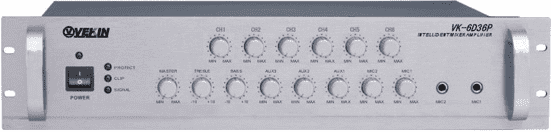 VEKIN
VK-6D36P
INTELLIGENT MIXER AMPLIFIER
CH1 CH2 CH3 CH4 CH5 CH6
MIN MAX MIN MAX MIN MAX MIN MAX MIN MAX MIN MAX
PROTECT
CLIP
SIGNAL
POWER
MASTER TREBLE BASS AUX3 AUX2 AUX1 MIC2 MIC1
MIN MAX -10 +10 -10 +10 MIN MAX MIN MAX MIN MAX MIN MAX MIN MAX
MIC2 MIC1